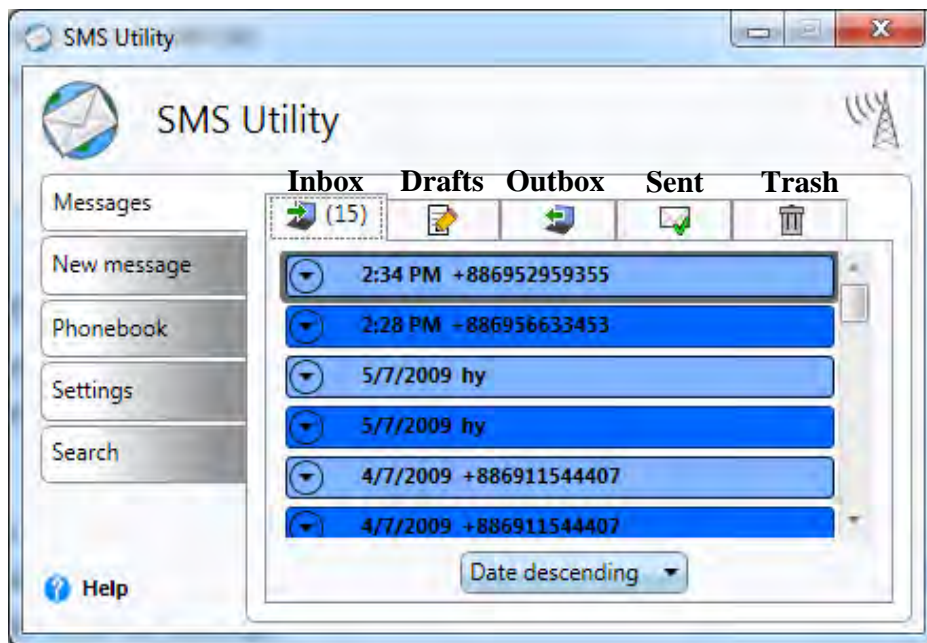 SMS Utility
SMS Utility
Messages
New message
Phonebook
Settings
Search
Help
Inbox Drafts Outbox Sent Trash
(15)
2:34 PM +886952959355
2:28 PM +886956633453
5/7/2009 hy
5/7/2009 hy
4/7/2009 +886911544407
4/7/2009 +886911544407
Date descending